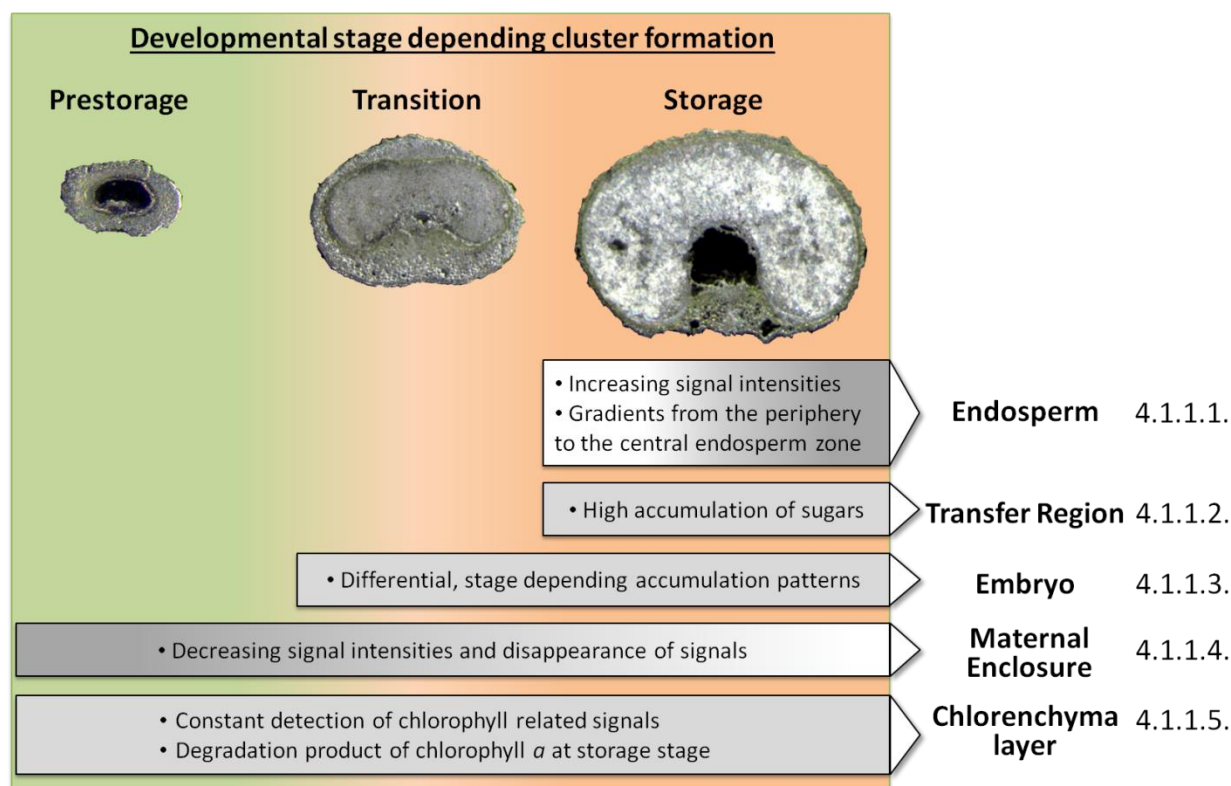 Developmental stage depending cluster formation
Prestorage Transition Storage
• Increasing signal intensities
• Gradients from the periphery
to the central endosperm zone
Endosperm 4.1.1.1.
• High accumulation of sugars
Transfer Region 4.1.1.2.
• Differential, stage depending accumulation patterns
Embryo 4.1.1.3.
• Decreasing signal intensities and disappearance of signals
Maternal
Enclosure
4.1.1.4.
• Constant detection of chlorophyll related signals
• Degradation product of chlorophyll a at storage stage
Chlorenchyma
layer
4.1.1.5.